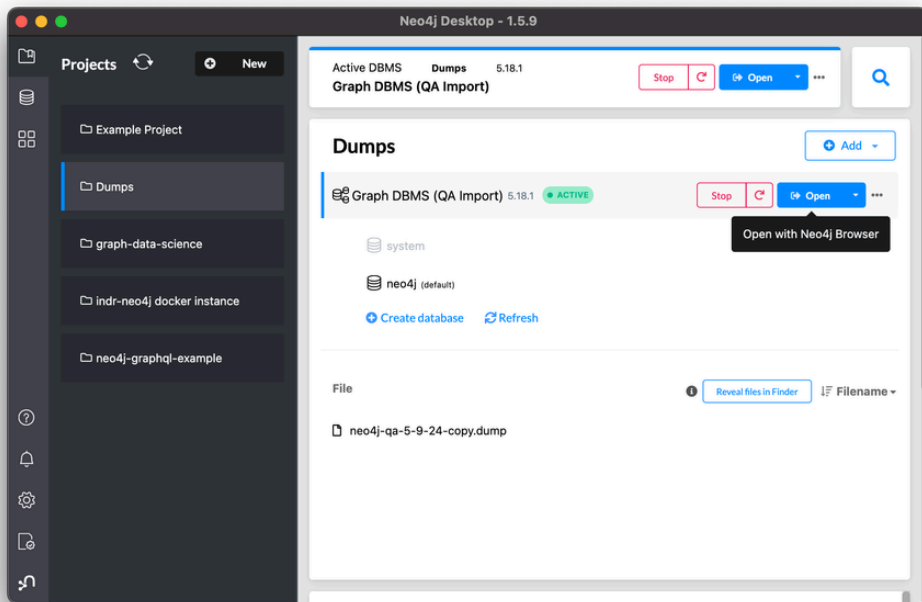 Neo4j Desktop - 1.5.9
Projects
New
Example Project
Dumps
graph-data-science
indr-neo4j docker instance
neo4j-graphql-example
Active DBMS Dumps 5.18.1
Graph DBMS (QA Import)
Stop
Open
Dumps
Add
Graph DBMS (QA Import) 5.18.1 ACTIVE
Stop
Open
Open with Neo4j Browser
system
neo4j (default)
Create database
Refresh
File
Reveal files in Finder
Filename
neo4j-qa-5-9-24-copy.dump